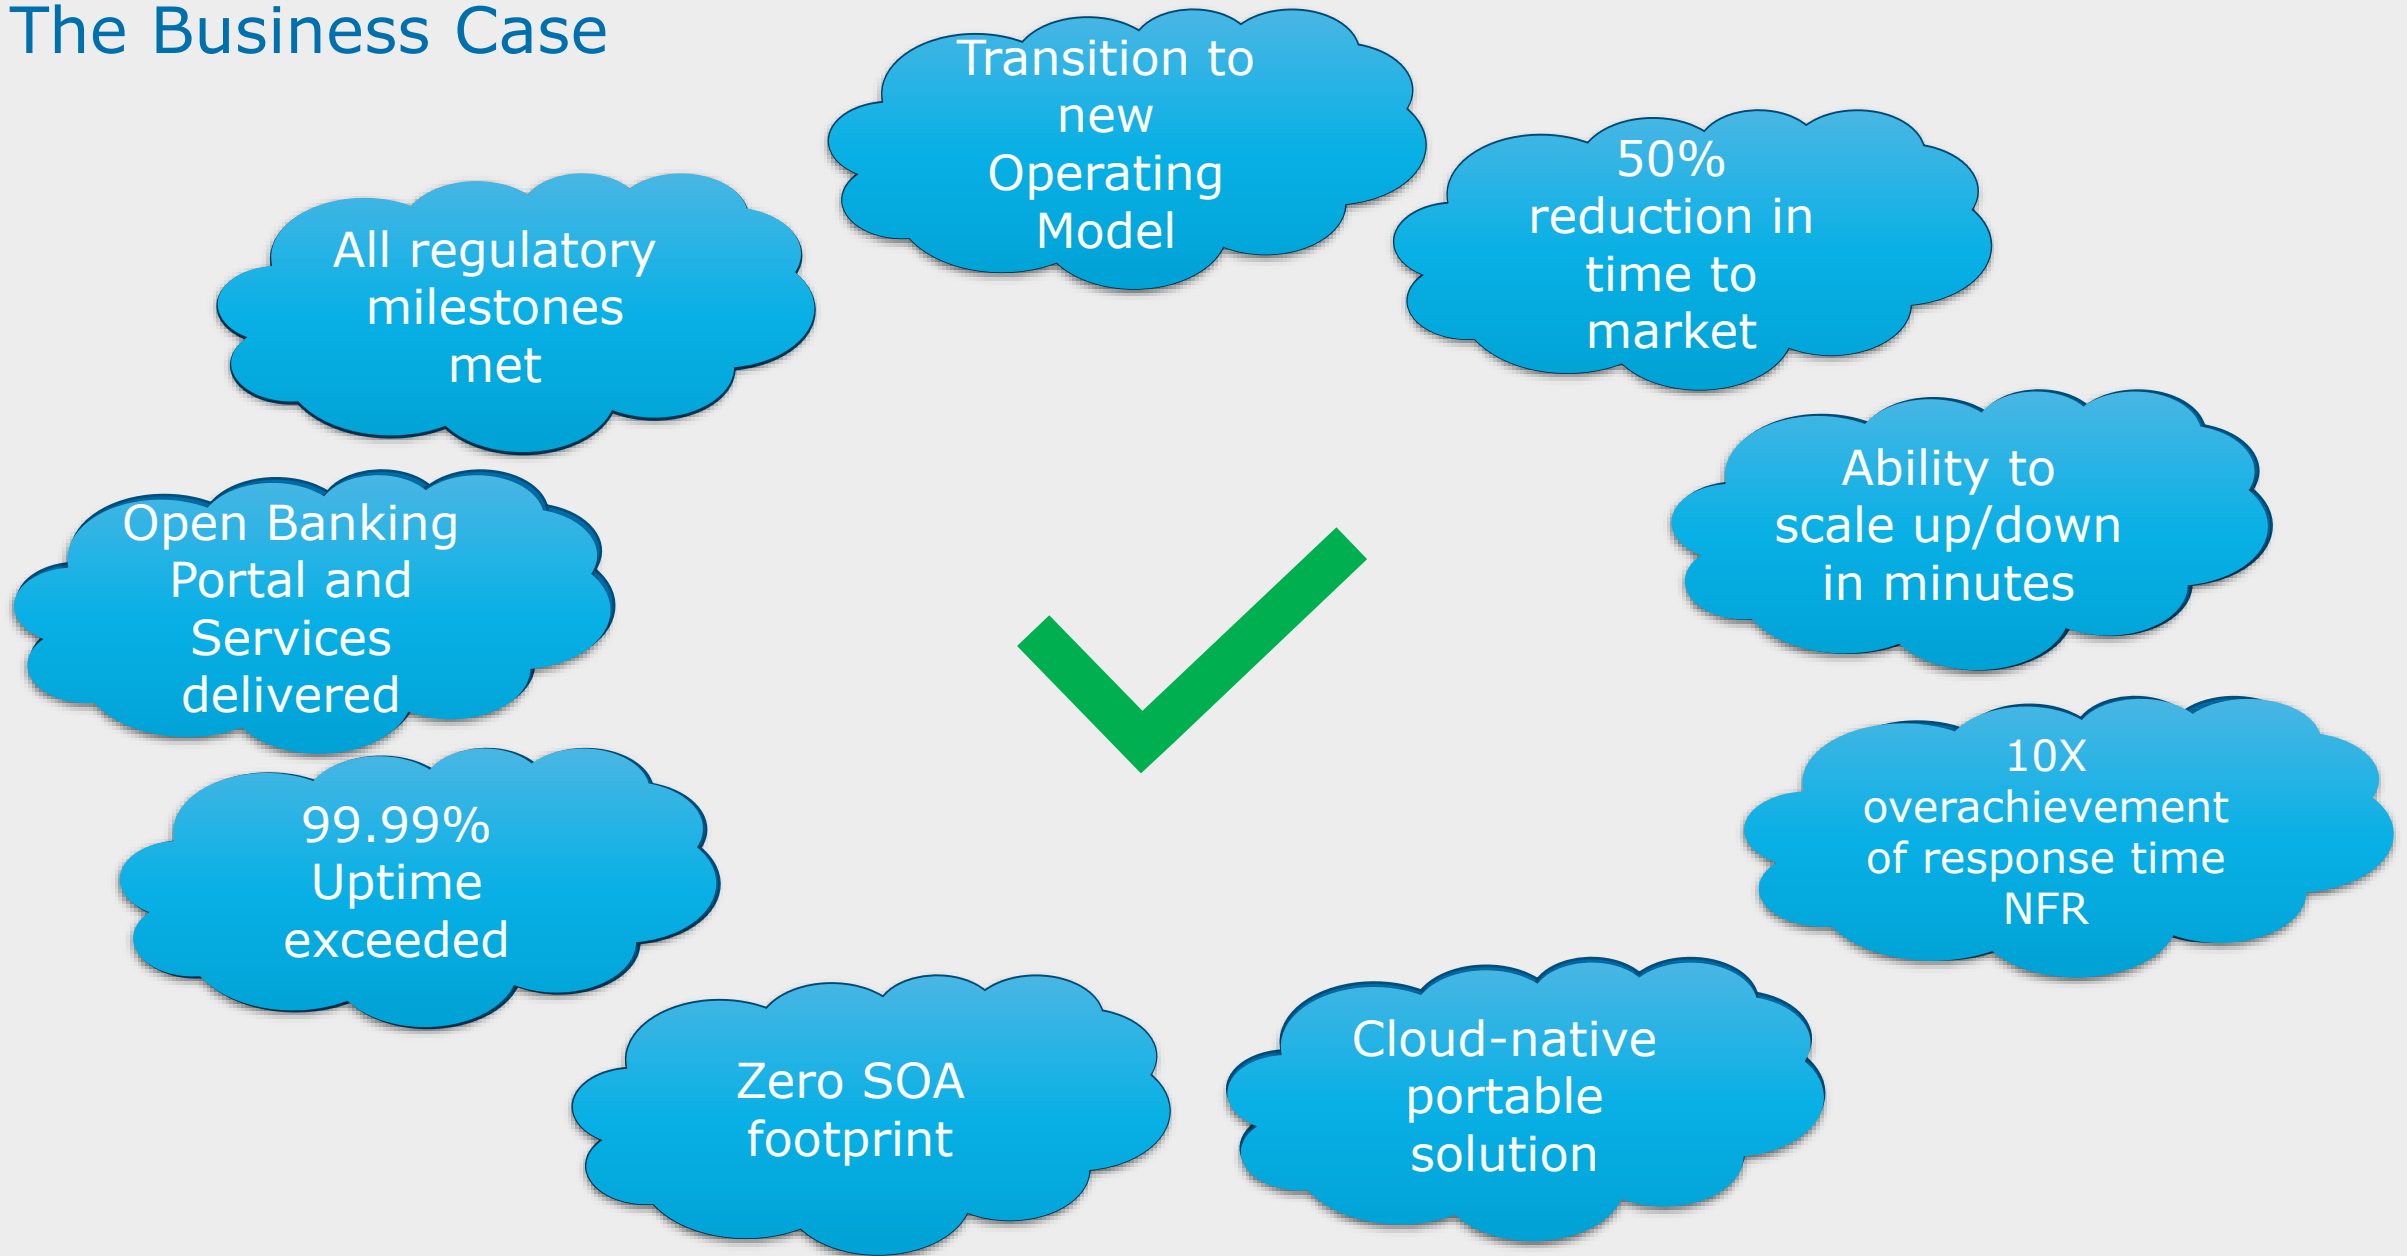 The Business Case
Transition to
new
Operating
Model
50%
reduction in
time to
market
All regulatory
milestones
met
Ability to
scale up/down
in minutes
Open Banking
Portal and
Services
delivered
10X
overachievement
of response time
NFR
99.99%
Uptime
exceeded
Cloud-native
portable
solution
Zero SOA
footprint